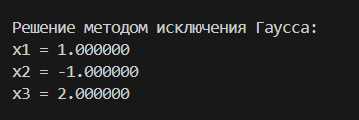 Решение методом исключения Гаусса:
x1 = 1.000000
x2 = -1.000000
x3 = 2.000000